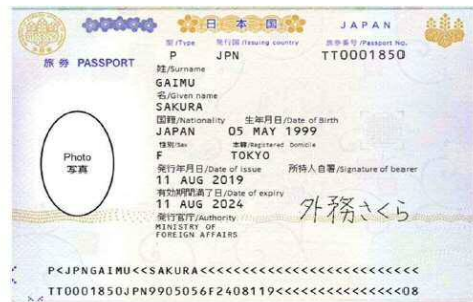 日本国 JAPAN
型/Type 発行国/Issuing country 旅券番号/Passport No.
旅券 PASSPORT P JPN TT0001850
姓/Surname
GAIMU
名/Given name
SAKURA
国籍/Nationality 生年月日/Date of Birth
JAPAN 05 MAY 1999
性別/Sex 本籍/Registered Domicile
F TOKYO
Photo
写真
発行年月日/Date of issue 所持人自署/Signature of bearer
11 AUG 2019
有効期間満了日/Date of expiry
11 AUG 2024
外務さくら
発行官庁/Authority
MINISTRY OF
FOREIGN AFFAIRS
P<JPNGAIMU<<SAKURA<<<<<<<<<<<<<<<<<<<<<<<<<<
TT0001850JPN9905056F2408119<<<<<<<<<<<<<<<08